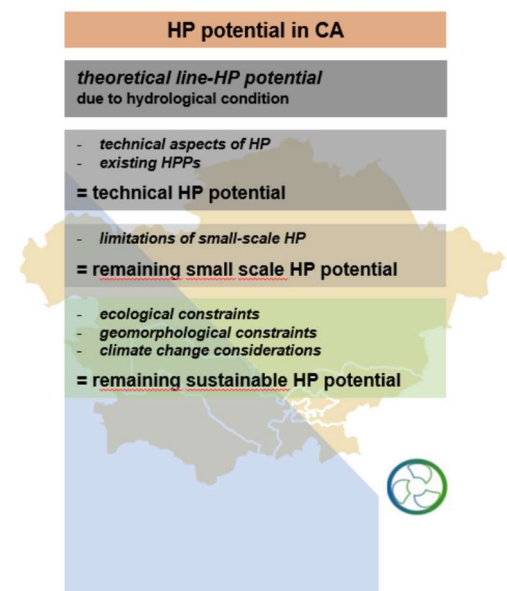 HP potential in CA
theoretical line-HP potential
due to hydrological condition
- technical aspects of HP
- existing HPPs
= technical HP potential
- limitations of small-scale HP
= remaining small scale HP potential
- ecological constraints
- geomorphological constraints
- climate change considerations
= remaining sustainable HP potential